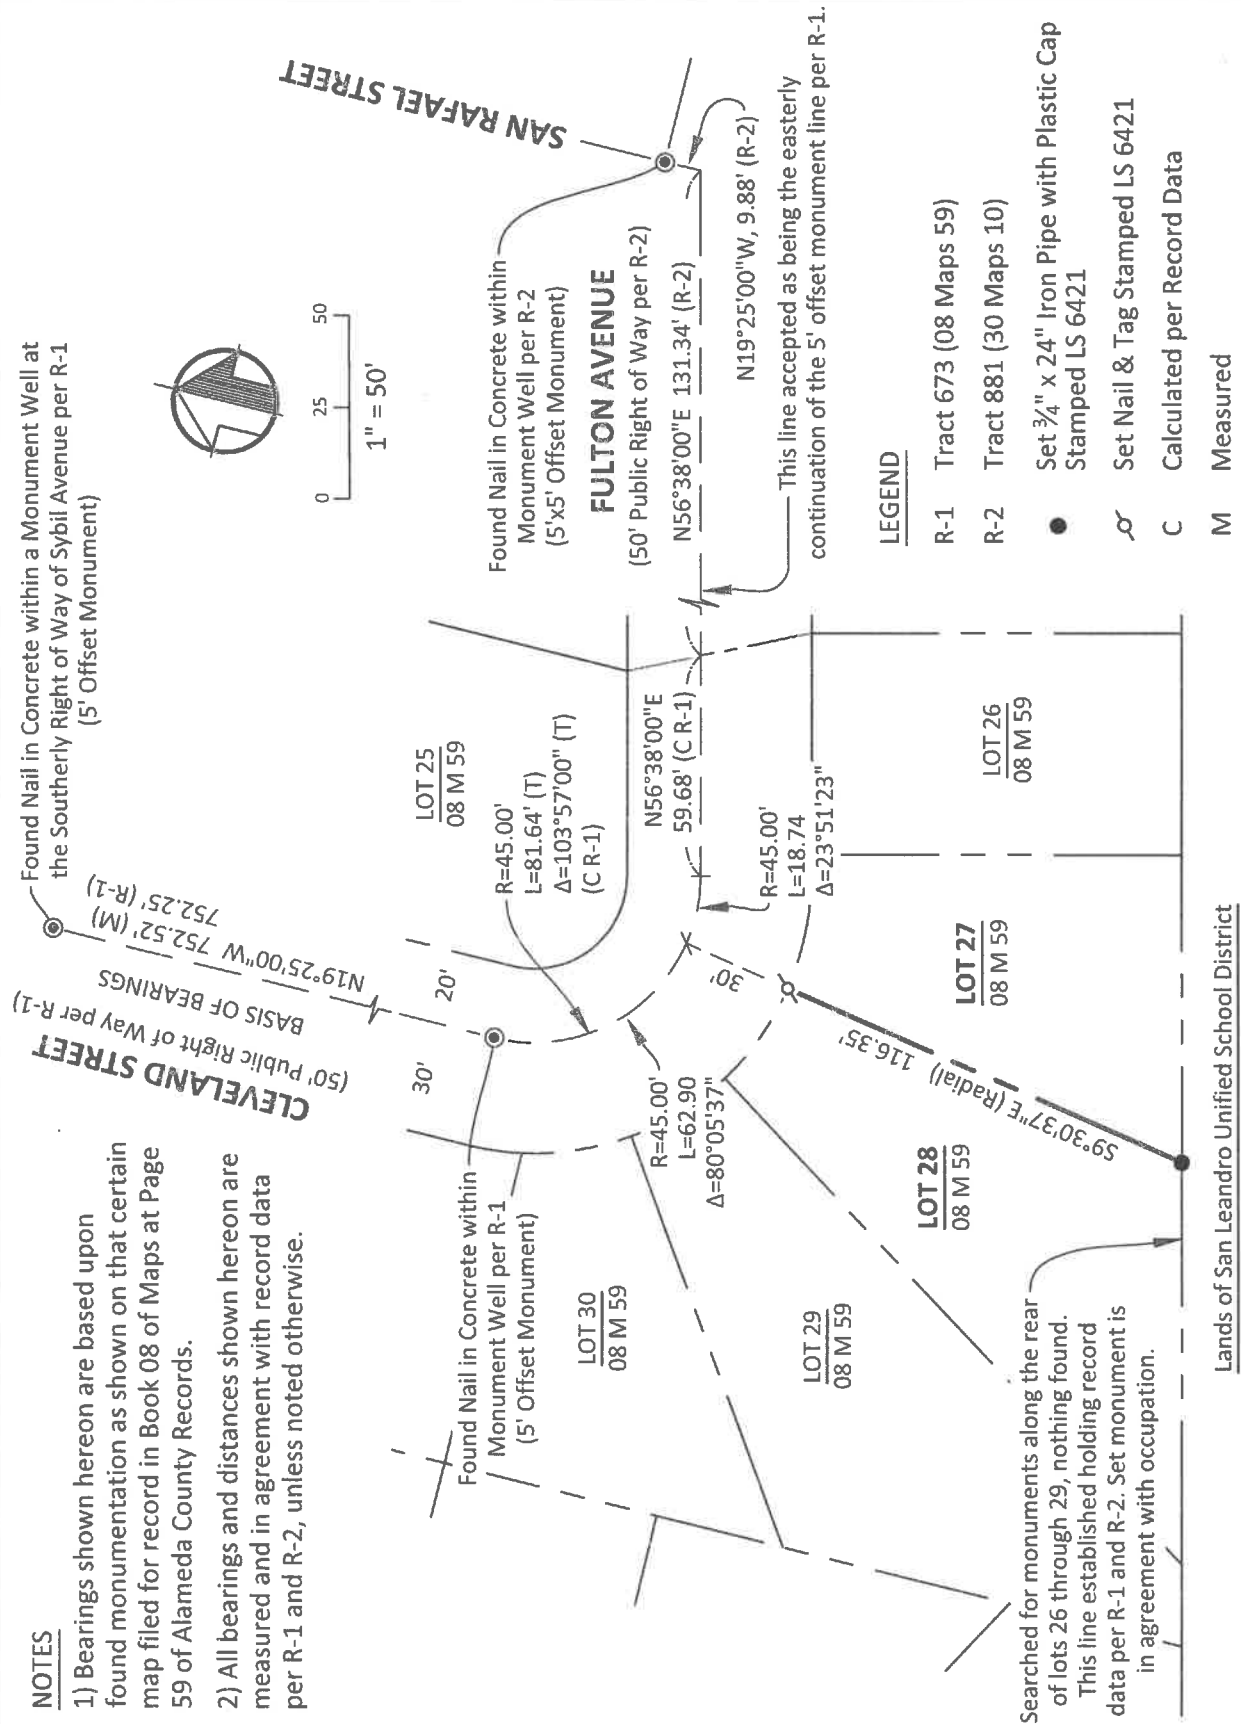 NOTES
1) Bearings shown hereon are based upon
found monumentation as shown on that certain
map filed for record in Book 08 of Maps at Page
59 of Alameda County Records.
2) All bearings and distances shown hereon are
measured and in agreement with record data
per R-1 and R-2, unless noted otherwise.
Found Nail in Concrete within a Monument Well at
the Southerly Right of Way of Sybil Avenue per R-1
(5' Offset Monument)
CLEVELAND STREET
(50' Public Right of Way per R-1)
BASIS OF BEARINGS
N19°25'00"W 752.52' (M)
752.25' (R-1)
30'
20'
0 25 50
1" = 50'
SAN RAFAEL STREET
Found Nail in Concrete within
Monument Well per R-2
(5'x5' Offset Monument)
FULTON AVENUE
(50' Public Right of Way per R-2)
N56°38'00"E 131.34' (R-2)
N19°25'00"W, 9.88' (R-2)
This line accepted as being the easterly
continuation of the 5' offset monument line per R-1.
LOT 25
08 M 59
R=45.00'
L=81.64' (T)
Δ=103°57'00" (T)
(C R-1)
N56°38'00"E
59.68' (C R-1)
R=45.00'
L=18.74
Δ=23°51'23"
R=45.00'
L=62.90
Δ=80°05'37"
30'
Found Nail in Concrete within
Monument Well per R-1
(5' Offset Monument)
LOT 30
08 M 59
LOT 29
08 M 59
LOT 28
08 M 59
LOT 27
08 M 59
LOT 26
08 M 59
S9°30'37"E (Radial) 116.35'
Searched for monuments along the rear
of lots 26 through 29, nothing found.
This line established holding record
data per R-1 and R-2. Set monument is
in agreement with occupation.
Lands of San Leandro Unified School District
LEGEND
R-1 Tract 673 (08 Maps 59)
R-2 Tract 881 (30 Maps 10)
Set ¾" x 24" Iron Pipe with Plastic Cap
Stamped LS 6421
Set Nail & Tag Stamped LS 6421
C Calculated per Record Data
M Measured